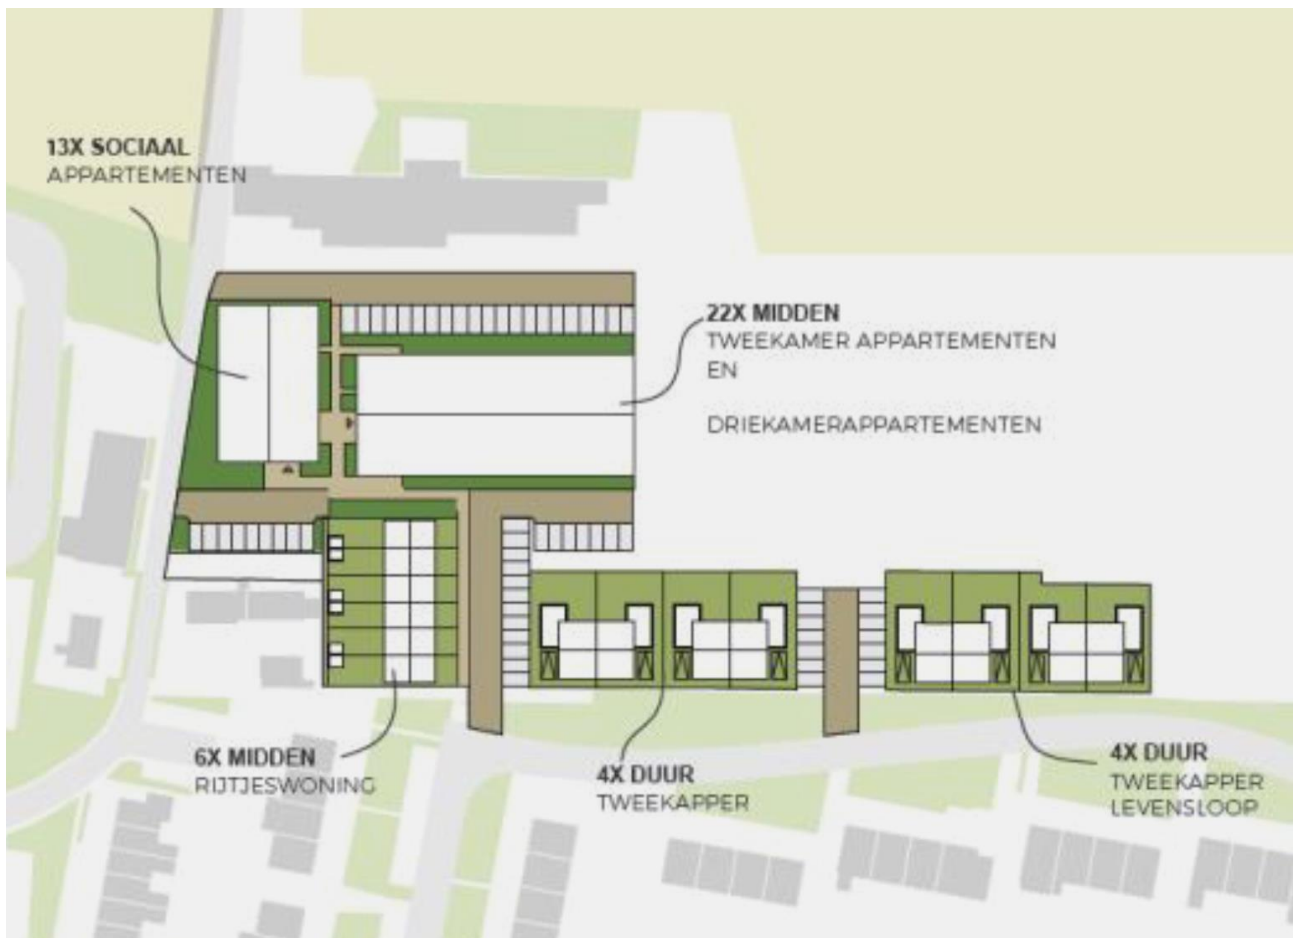 13X SOCIAAL
APPARTEMENTEN
22X MIDDEN
TWEEKAMER APPARTEMENTEN
EN
DRIEKAMERAPPARTEMENTEN
6X MIDDEN
RIJTJESWONING
4X DUUR
TWEEKAPPER
4X DUUR
TWEEKAPPER
LEVENSLOOP